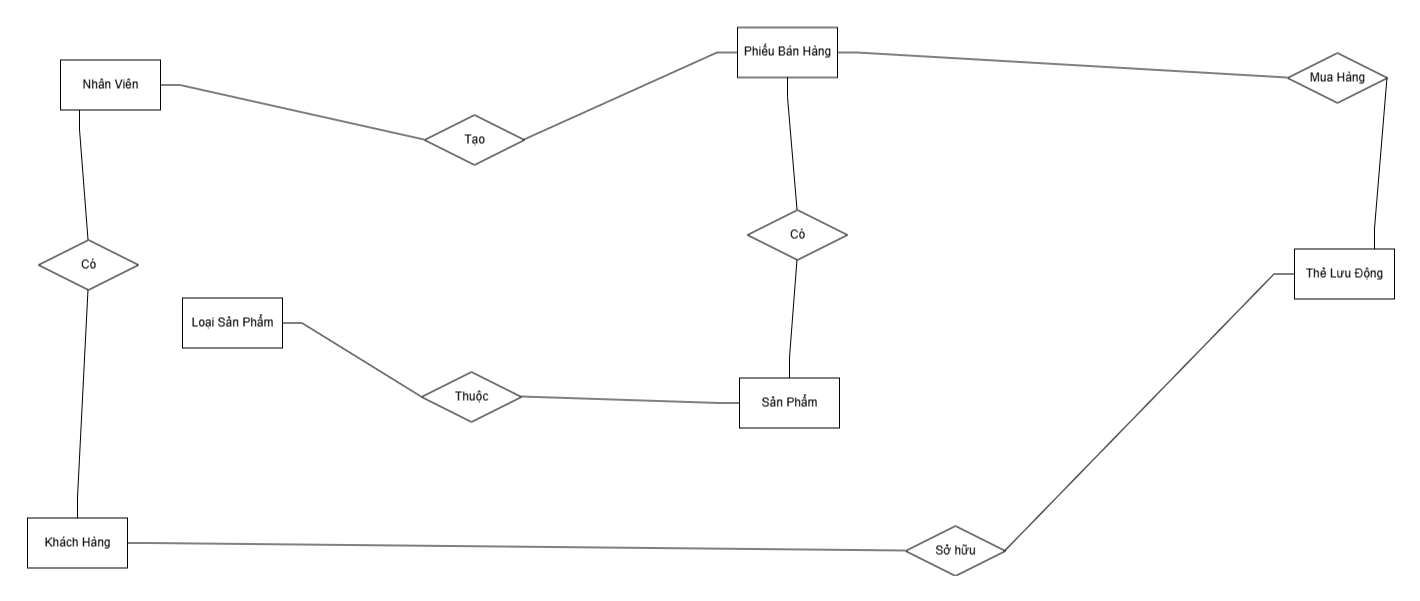 Phiếu Bán Hàng
Nhân Viên
Mua Hàng
Tạo
Có
Có
Thẻ Lưu Động
Loại Sản Phẩm
Thuộc
Sản Phẩm
Khách Hàng
Sở hữu